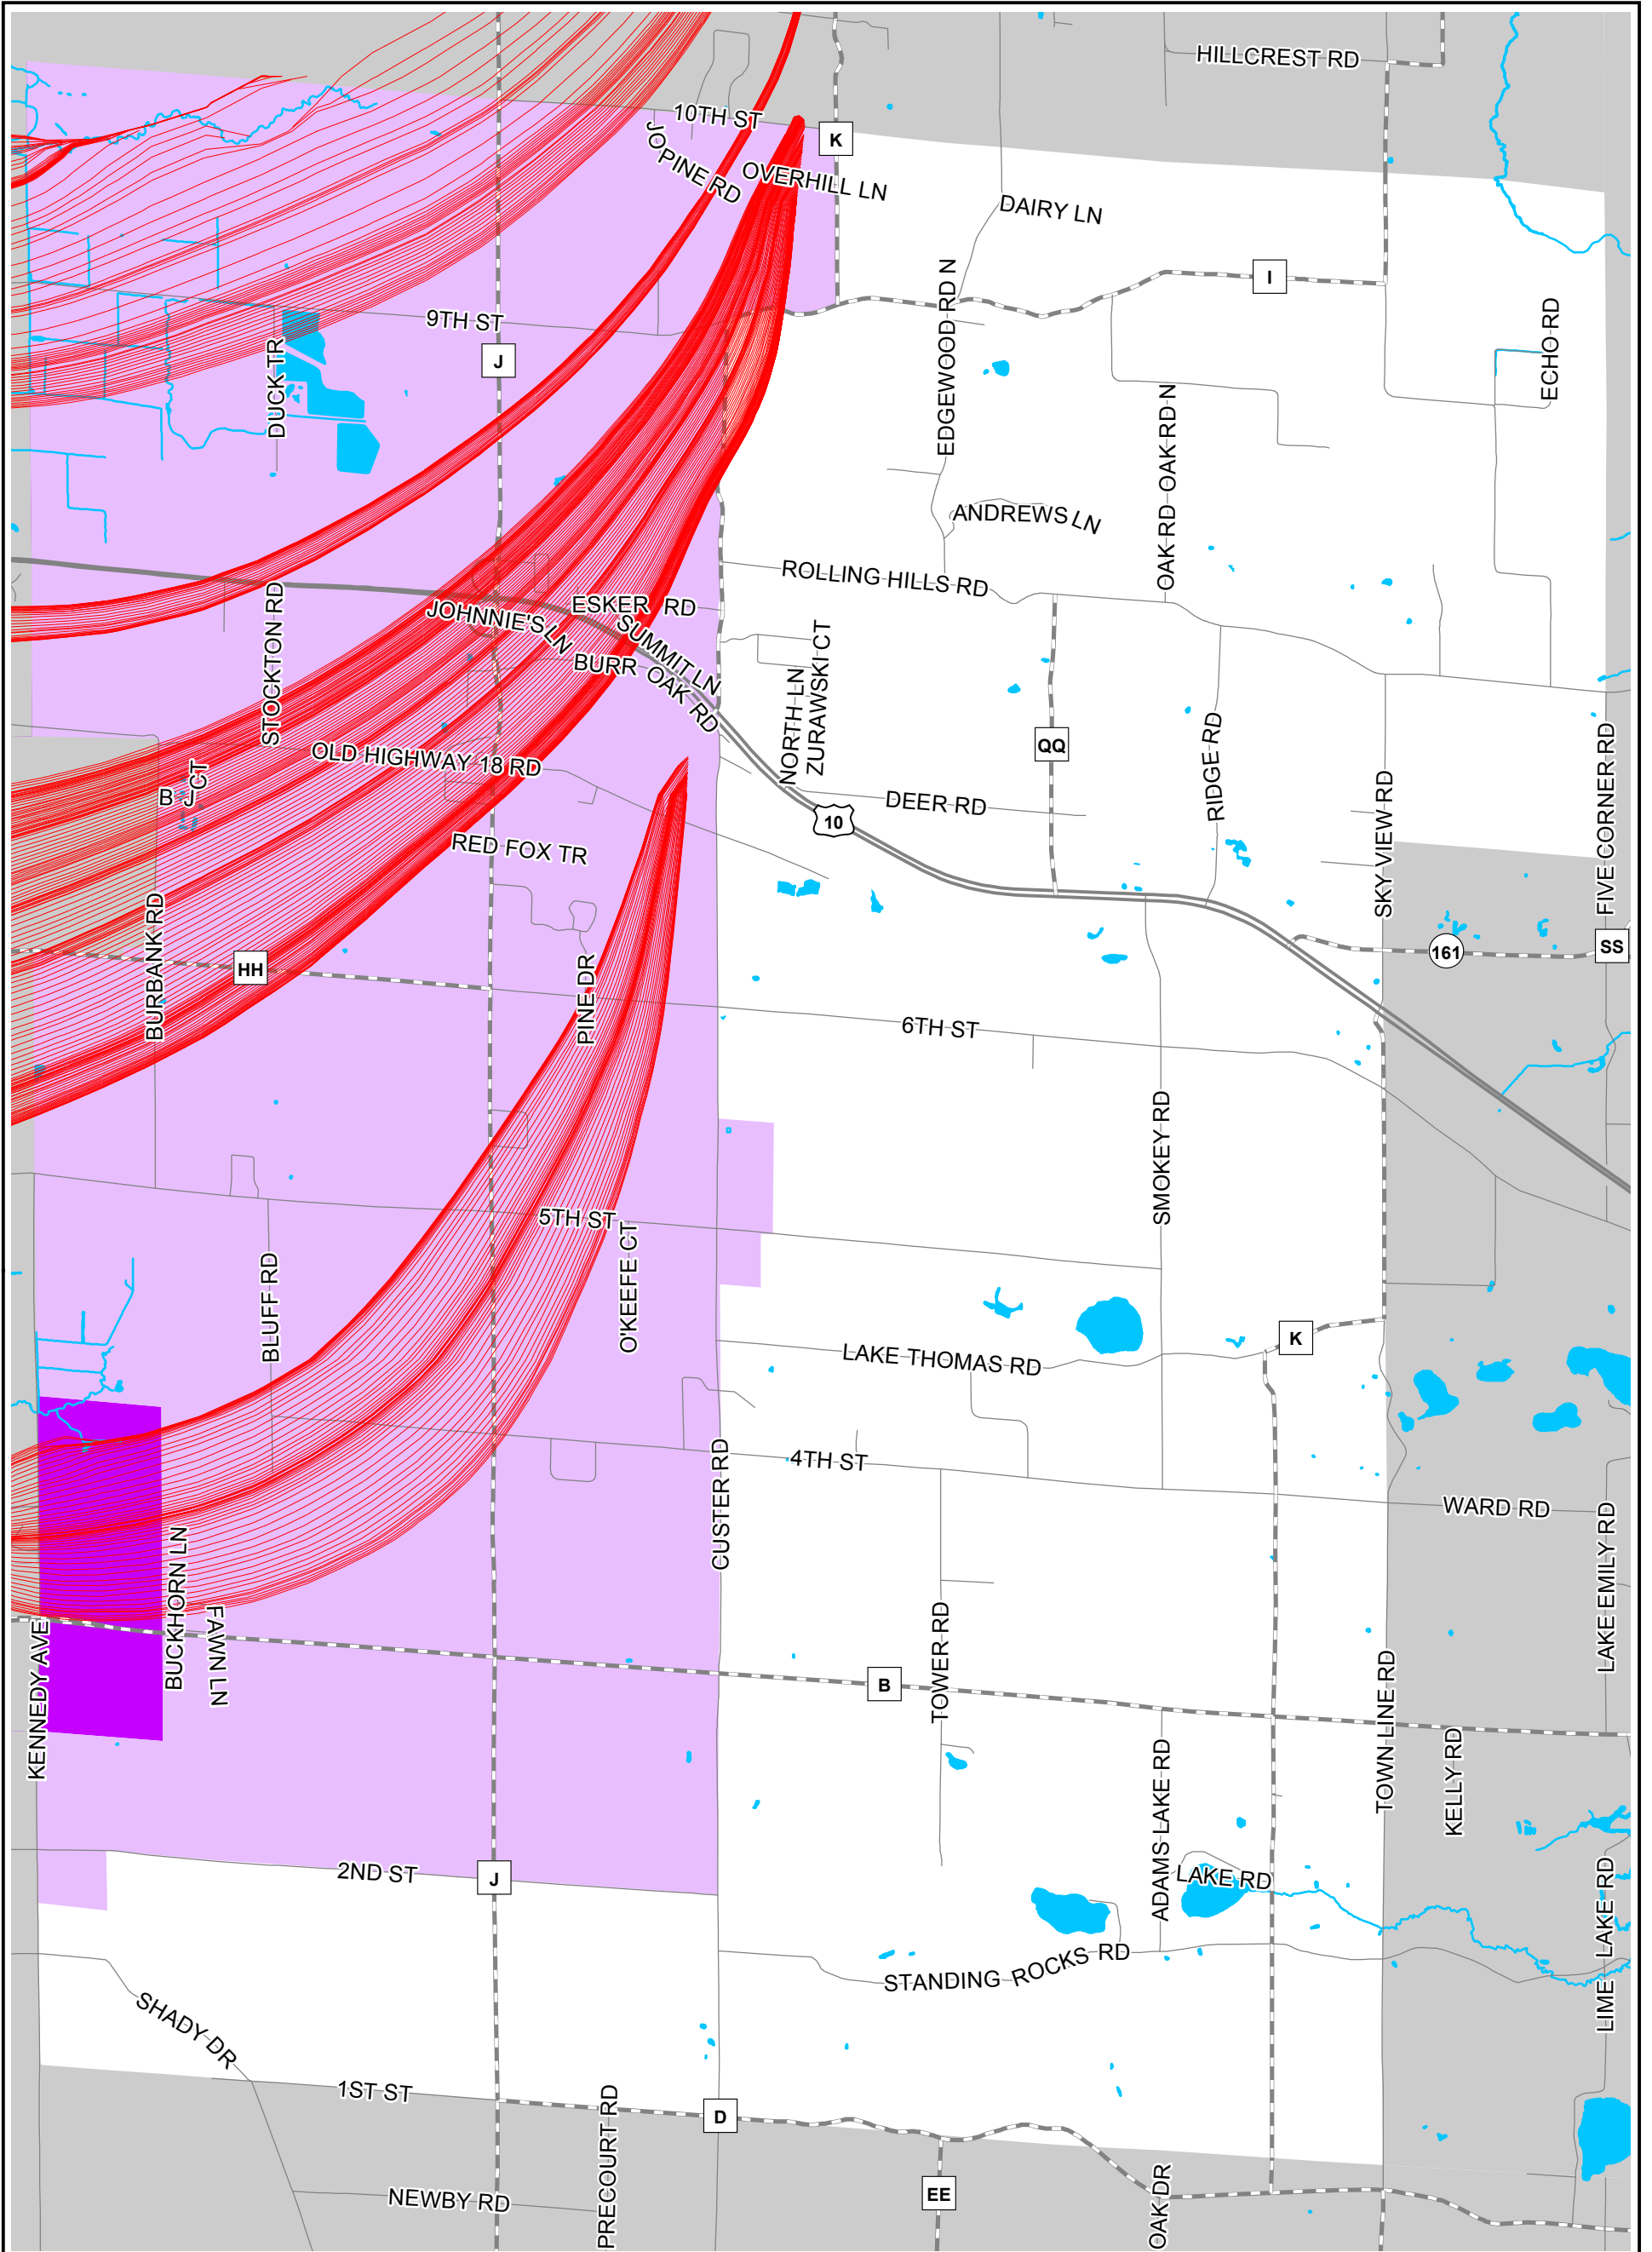 HILLCREST RD
10TH ST
K
JO
PINE RD
OVERHILL LN
DAIRY LN
I
EDGEWOOD RD N
9TH ST
J
DUCK TR
ECHO RD
OAK RD OAK RD N
ANDREWS LN
ROLLING HILLS RD
ESKER RD
STOCKTON RD
JOHNNIE'S LN
SUMMIT LN
BURR OAK RD
NORTH LN
ZURAWSKI CT
QQ
RIDGE RD
OLD HIGHWAY 18 RD
B J CT
DEER RD
10
RED FOX TR
SKY VIEW RD
FIVE CORNER RD
BURBANK RD
HH
PINE DR
161
SS
6TH ST
SMOKEY RD
5TH ST
O'KEEFE CT
BLUFF RD
K
LAKE THOMAS RD
CUSTER RD
4TH ST
WARD RD
LAKE EMILY RD
BUCKHORN LN
FAWN LN
KENNEDY AVE
TOWER RD
B
TOWN LINE RD
KELLY RD
ADAMS LAKE RD
2ND ST
J
LAKE RD
LIME LAKE RD
STANDING ROCKS RD
SHADY DR
1ST ST
PRECOURT RD
D
NEWBY RD
EE
OAK DR